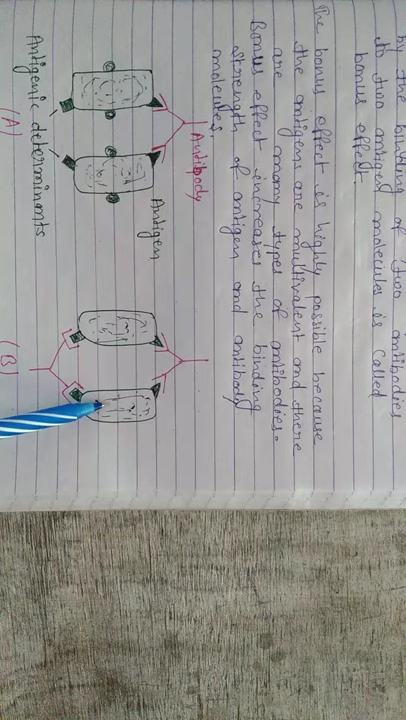 by the binding of two antibodies
to two antigen molecules is called
bonus effect.
The bonus effect is highly possible because
the antigens are multivalent and there
are many types of antibodies.
Bonus effect increases the binding
strength of antigen and antibody
molecules.
Antibody
Antigen
Antigenic determinants
(A)
(B)